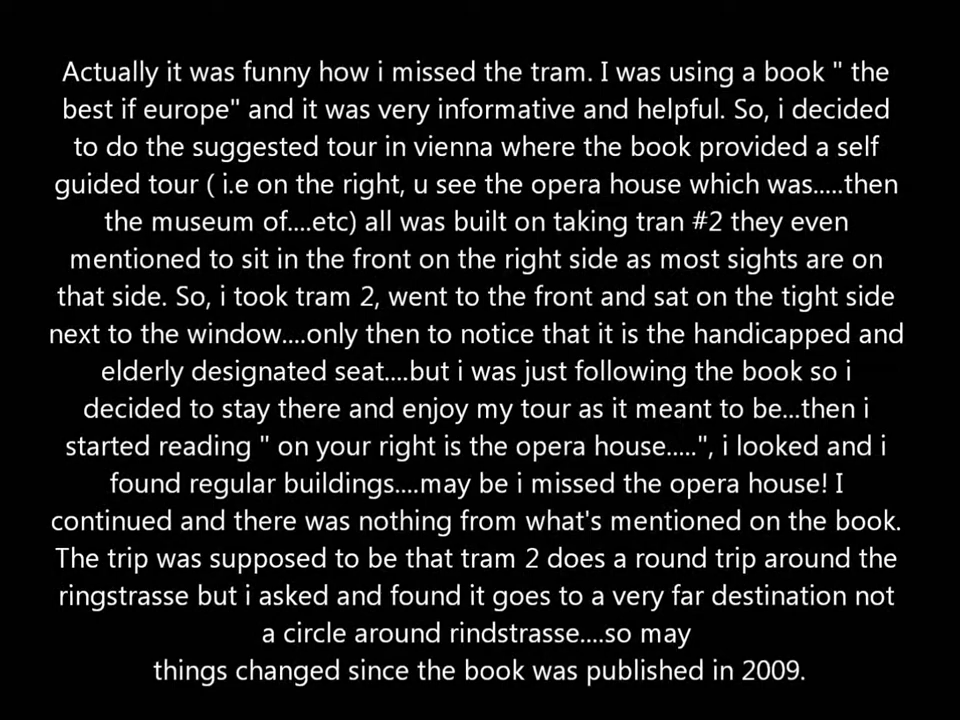 Actually it was funny how i missed the tram. I was using a book " the
best if europe" and it was very informative and helpful. So, i decided
to do the suggested tour in vienna where the book provided a self
guided tour ( i.e on the right, u see the opera house which was.....then
the museum of....etc) all was built on taking tran #2 they even
mentioned to sit in the front on the right side as most sights are on
that side. So, i took tram 2, went to the front and sat on the tight side
next to the window....only then to notice that it is the handicapped and
elderly designated seat....but i was just following the book so i
decided to stay there and enjoy my tour as it meant to be...then i
started reading " on your right is the opera house.....", i looked and i
found regular buildings....may be i missed the opera house! I
continued and there was nothing from what's mentioned on the book.
The trip was supposed to be that tram 2 does a round trip around the
ringstrasse but i asked and found it goes to a very far destination not
a circle around rindstrasse....so may
things changed since the book was published in 2009.